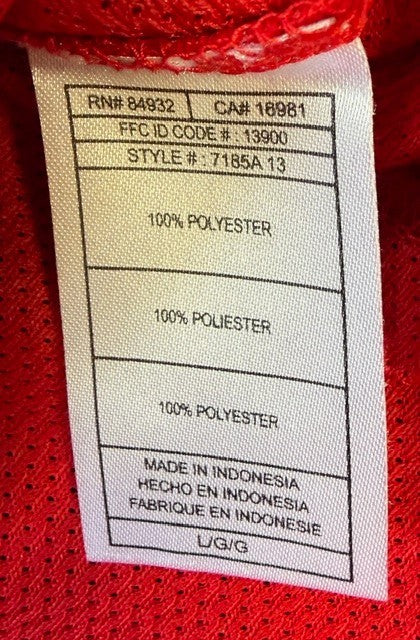 RN# 84932 CA# 16981
FFC ID CODE # : 13900
STYLE # : 7185A 13
100% POLYESTER
100% POLIESTER
100% POLYESTER
MADE IN INDONESIA
HECHO EN INDONESIA
FABRIQUE EN INDONESIE
L/G/G